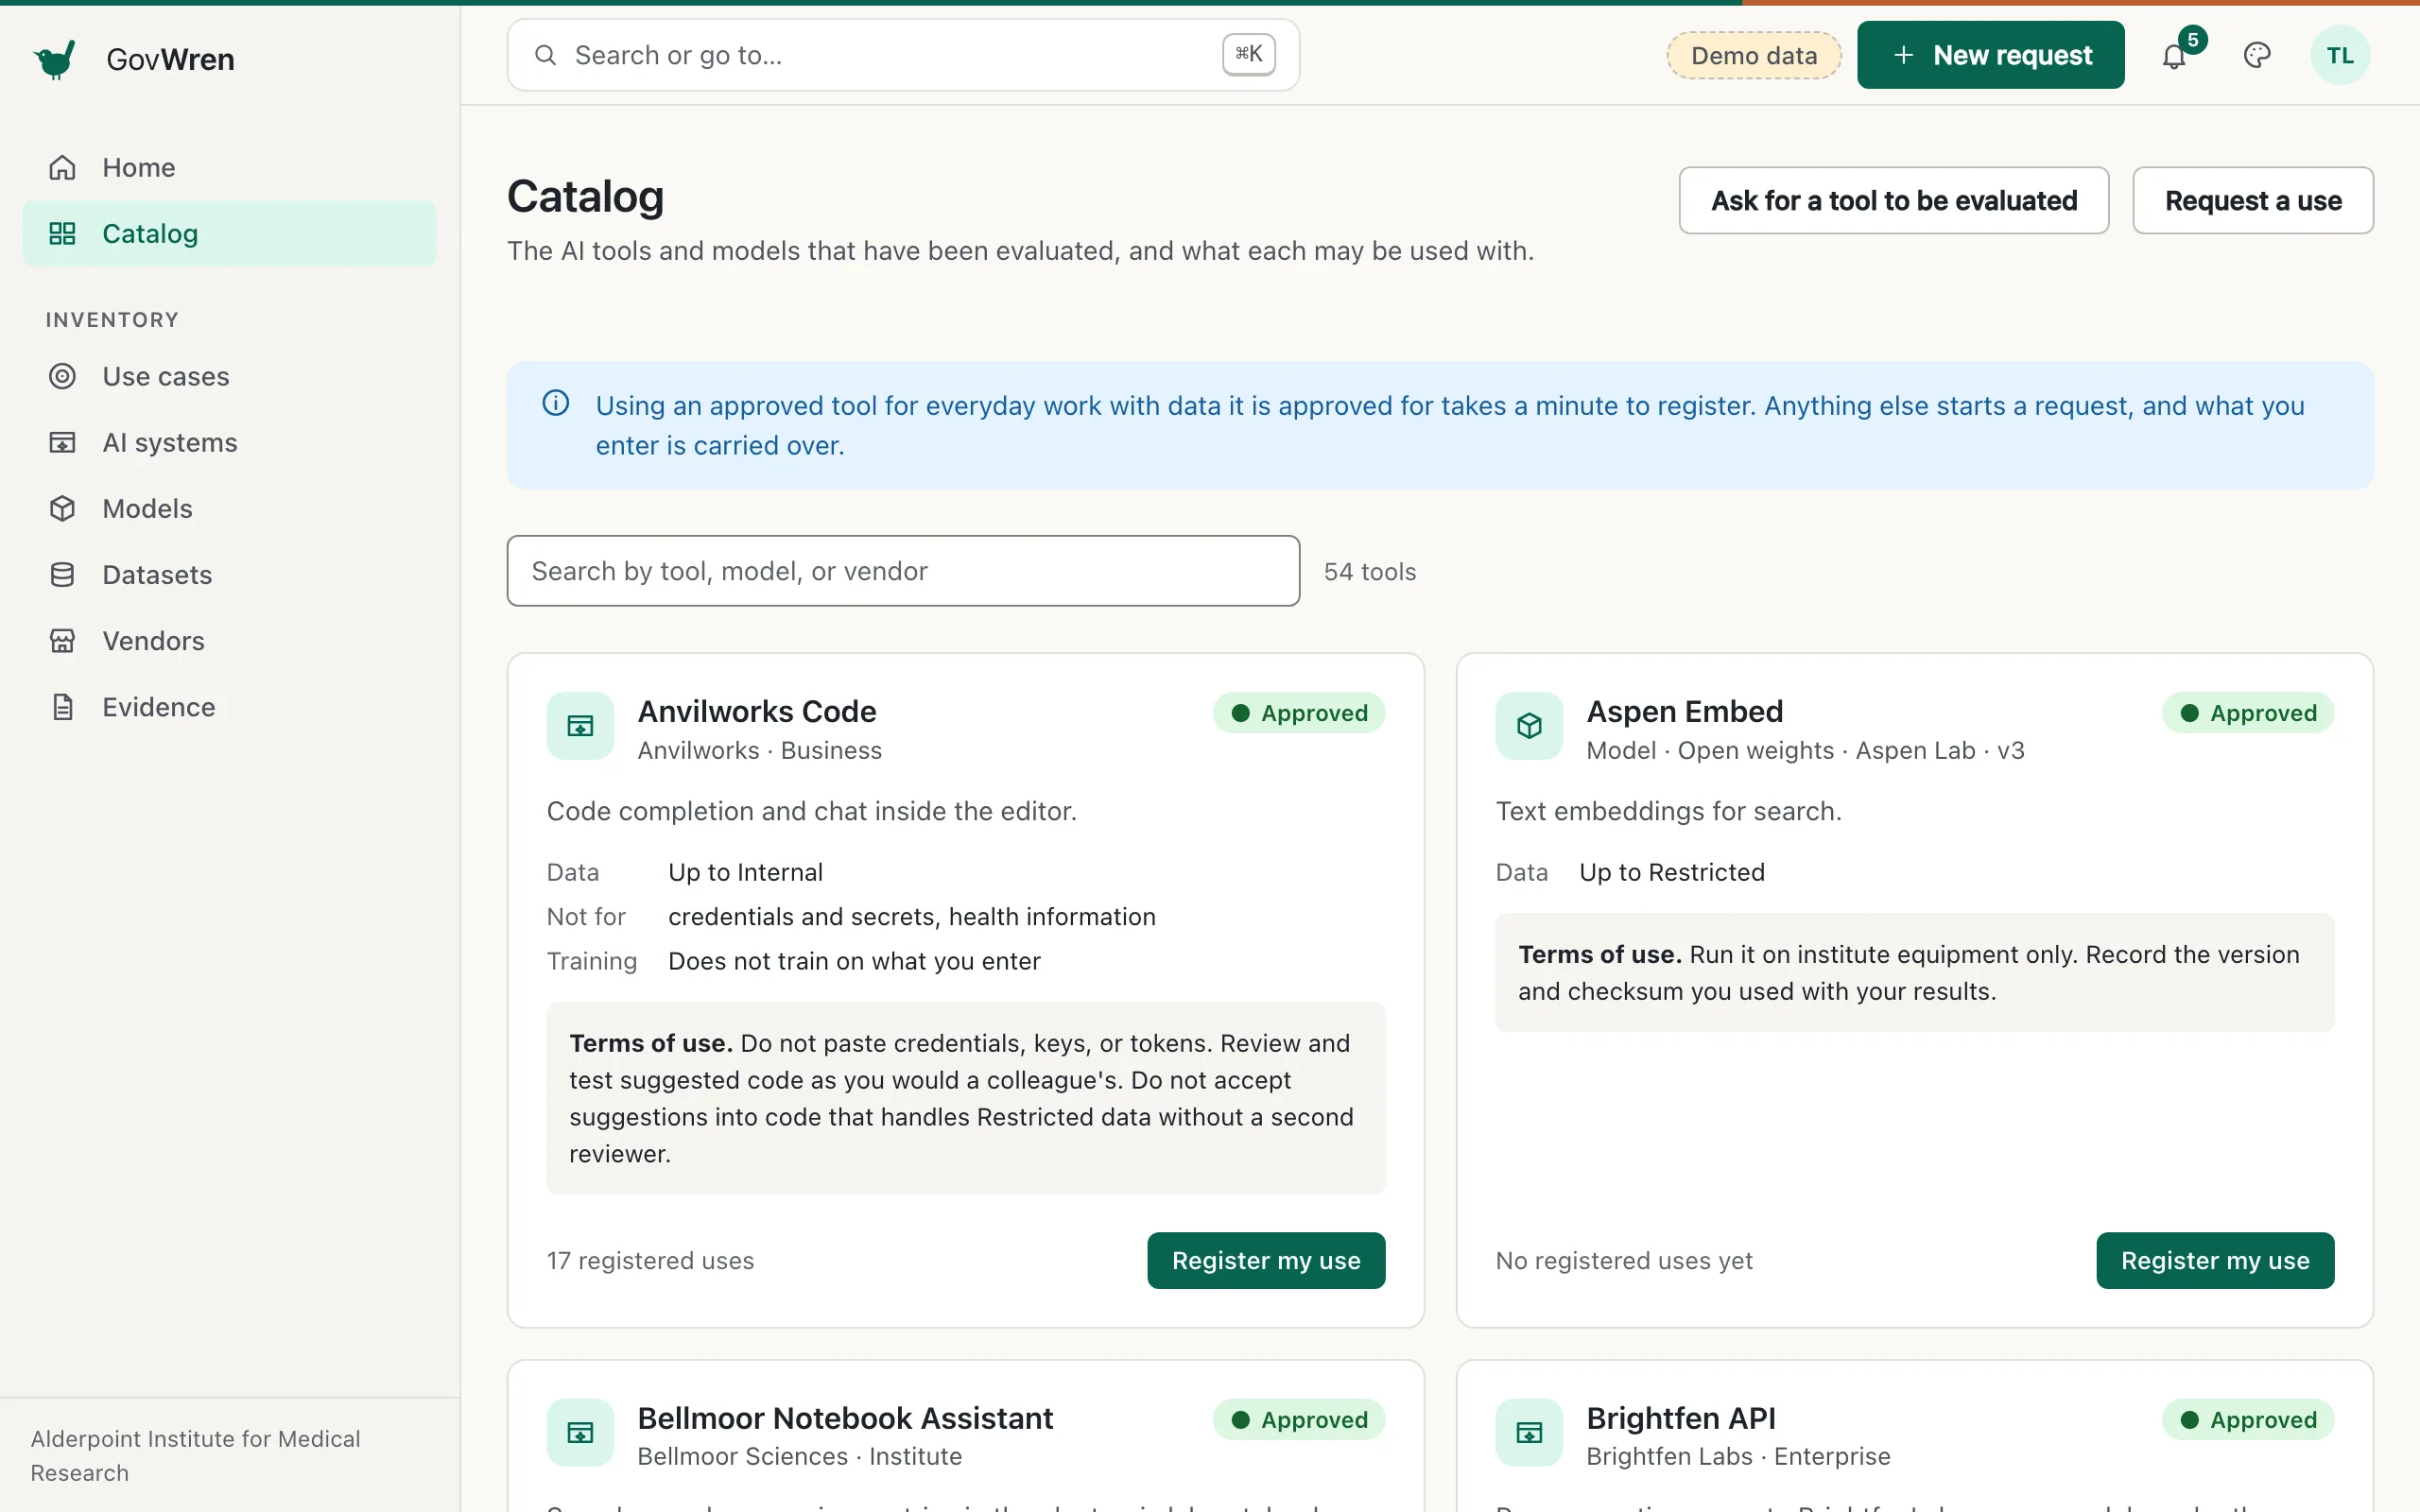 GovWren
Search or go to...
⌘K
Demo data
+ New request
5
TL
Home
Catalog
INVENTORY
Use cases
AI systems
Models
Datasets
Vendors
Evidence
Alderpoint Institute for Medical
Research
Catalog
The AI tools and models that have been evaluated, and what each may be used with.
Ask for a tool to be evaluated
Request a use
Using an approved tool for everyday work with data it is approved for takes a minute to register. Anything else starts a request, and what you
enter is carried over.
Search by tool, model, or vendor
54 tools
Anvilworks Code
Approved
Anvilworks · Business
Code completion and chat inside the editor.
Data Up to Internal
Not for credentials and secrets, health information
Training Does not train on what you enter
Terms of use. Do not paste credentials, keys, or tokens. Review and
test suggested code as you would a colleague's. Do not accept
suggestions into code that handles Restricted data without a second
reviewer.
17 registered uses
Register my use
Aspen Embed
Approved
Model · Open weights · Aspen Lab · v3
Text embeddings for search.
Data Up to Restricted
Terms of use. Run it on institute equipment only. Record the version
and checksum you used with your results.
No registered uses yet
Register my use
Bellmoor Notebook Assistant
Approved
Bellmoor Sciences · Institute
Brightfen API
Approved
Brightfen Labs · Enterprise